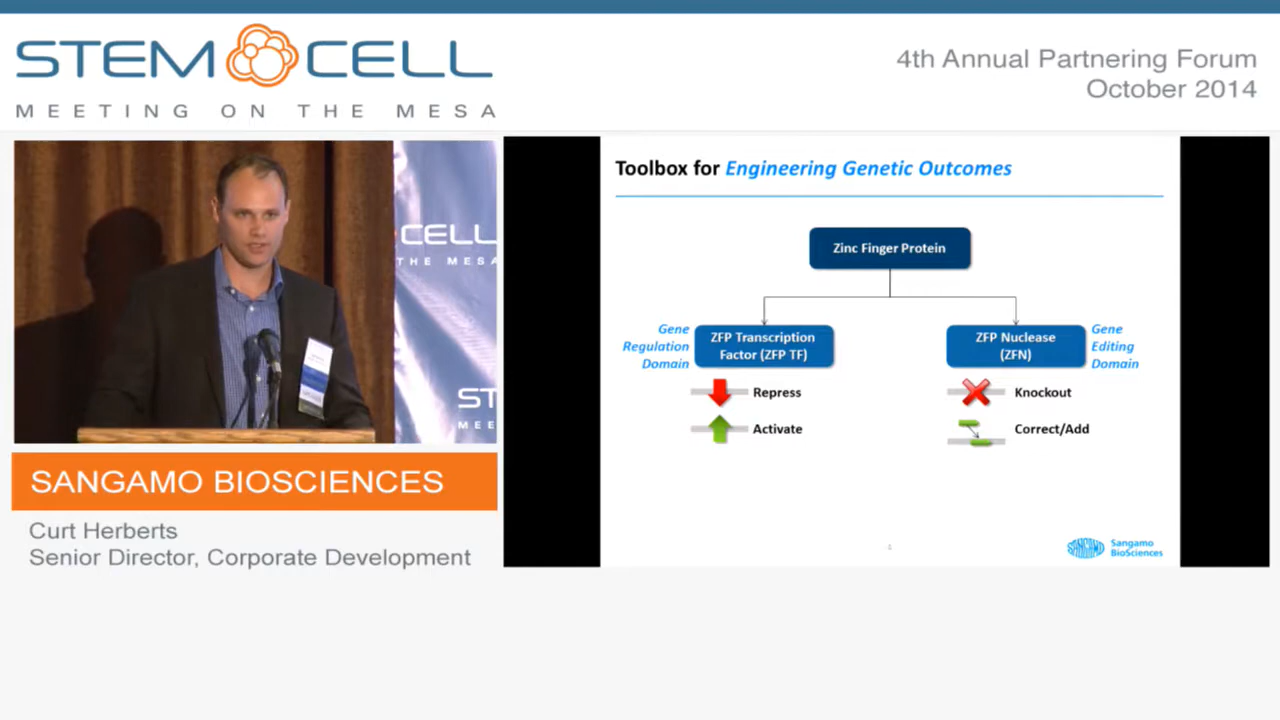 STEM CELL
MEETING ON THE MESA
4th Annual Partnering Forum
October 2014
CELL
THE MESA
ST
MEE
SANGAMO BIOSCIENCES
Curt Herberts
Senior Director, Corporate Development
Toolbox for Engineering Genetic Outcomes
Zinc Finger Protein
Gene
Regulation
Domain
ZFP Transcription
Factor (ZFP TF)
Repress
Activate
ZFP Nuclease
(ZFN)
Gene
Editing
Domain
Knockout
Correct/Add
SANGAMO
Sangamo
BioSciences